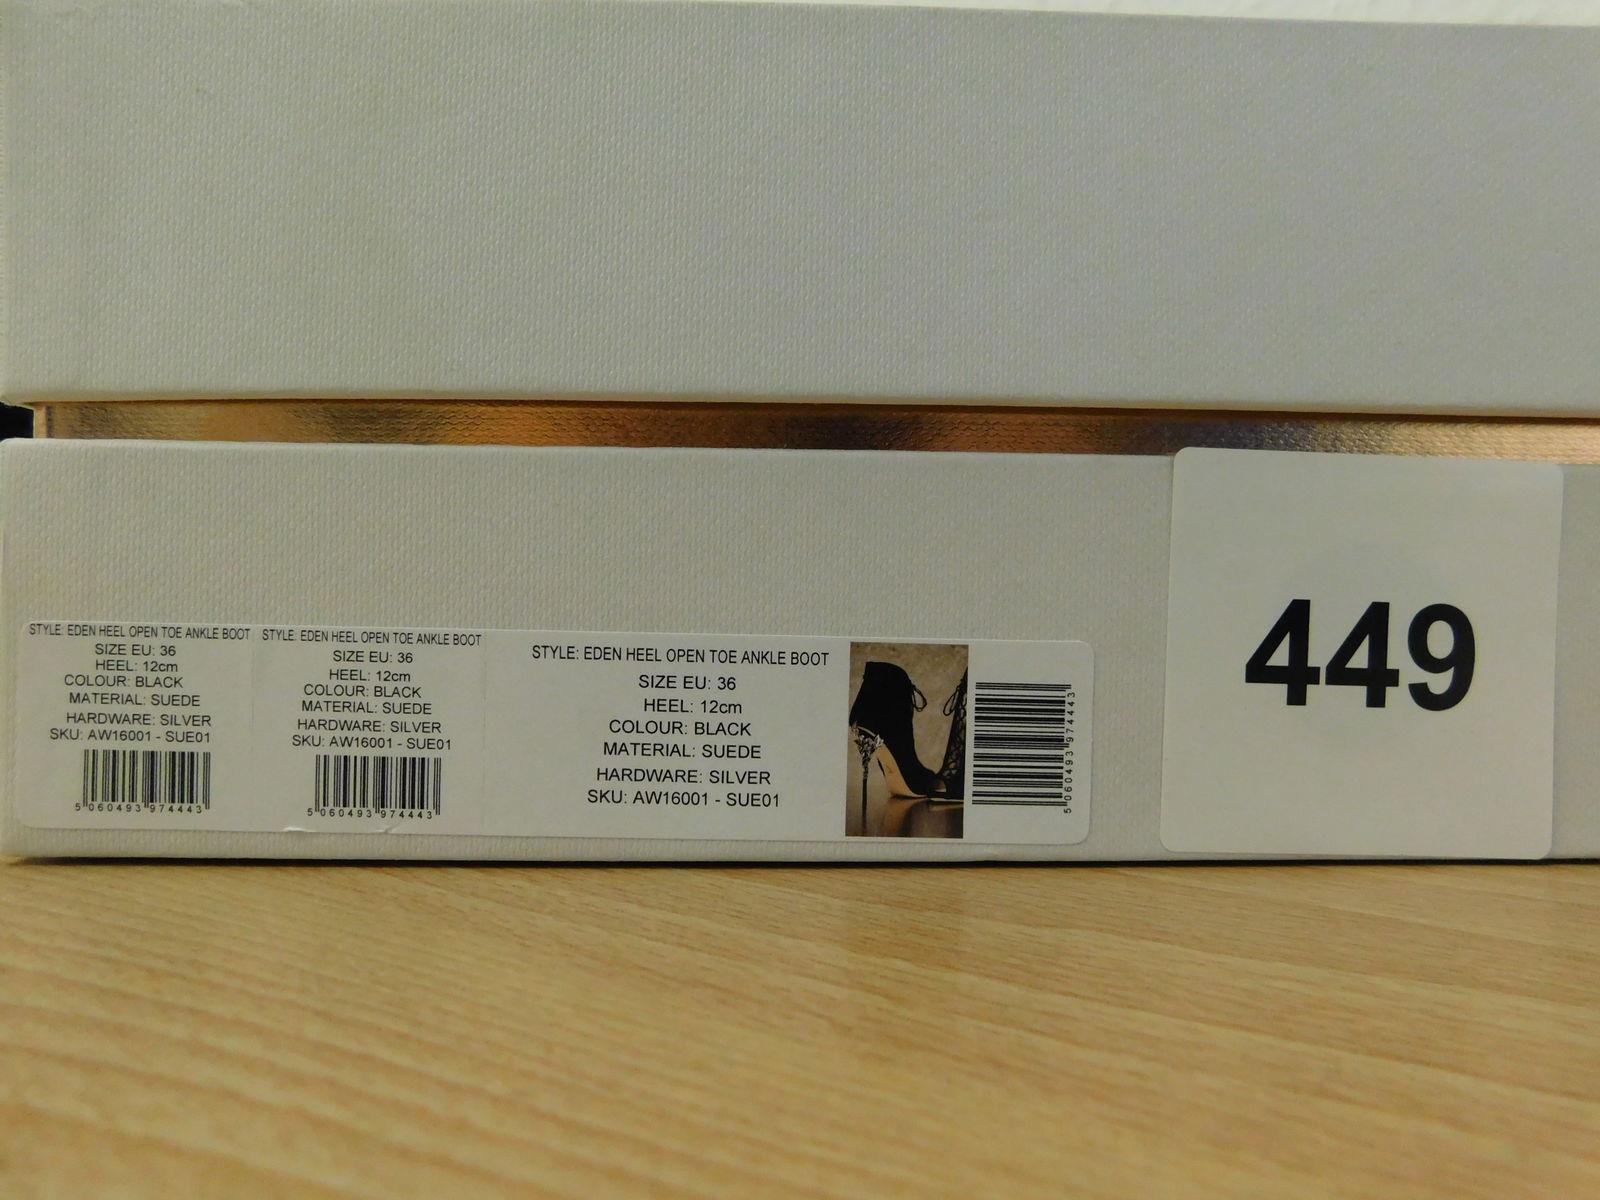 STYLE: EDEN HEEL OPEN TOE ANKLE BOOT
SIZE EU: 36
HEEL: 12cm
COLOUR: BLACK
MATERIAL: SUEDE
HARDWARE: SILVER
SKU: AW16001 - SUE01
5 060493 974443
STYLE: EDEN HEEL OPEN TOE ANKLE BOOT
SIZE EU: 36
HEEL: 12cm
COLOUR: BLACK
MATERIAL: SUEDE
HARDWARE: SILVER
SKU: AW16001 - SUE01
5 060493 974443
STYLE: EDEN HEEL OPEN TOE ANKLE BOOT
SIZE EU: 36
HEEL: 12cm
COLOUR: BLACK
MATERIAL: SUEDE
HARDWARE: SILVER
SKU: AW16001 - SUE01
5 060493 974443
449